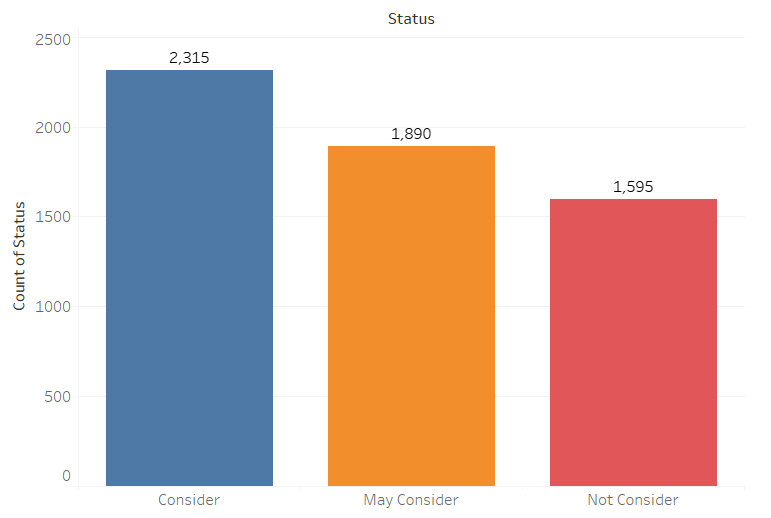 Status
2500
2000
1500
1000
500
0
Count of Status
2,315
1,890
1,595
Consider
May Consider
Not Consider